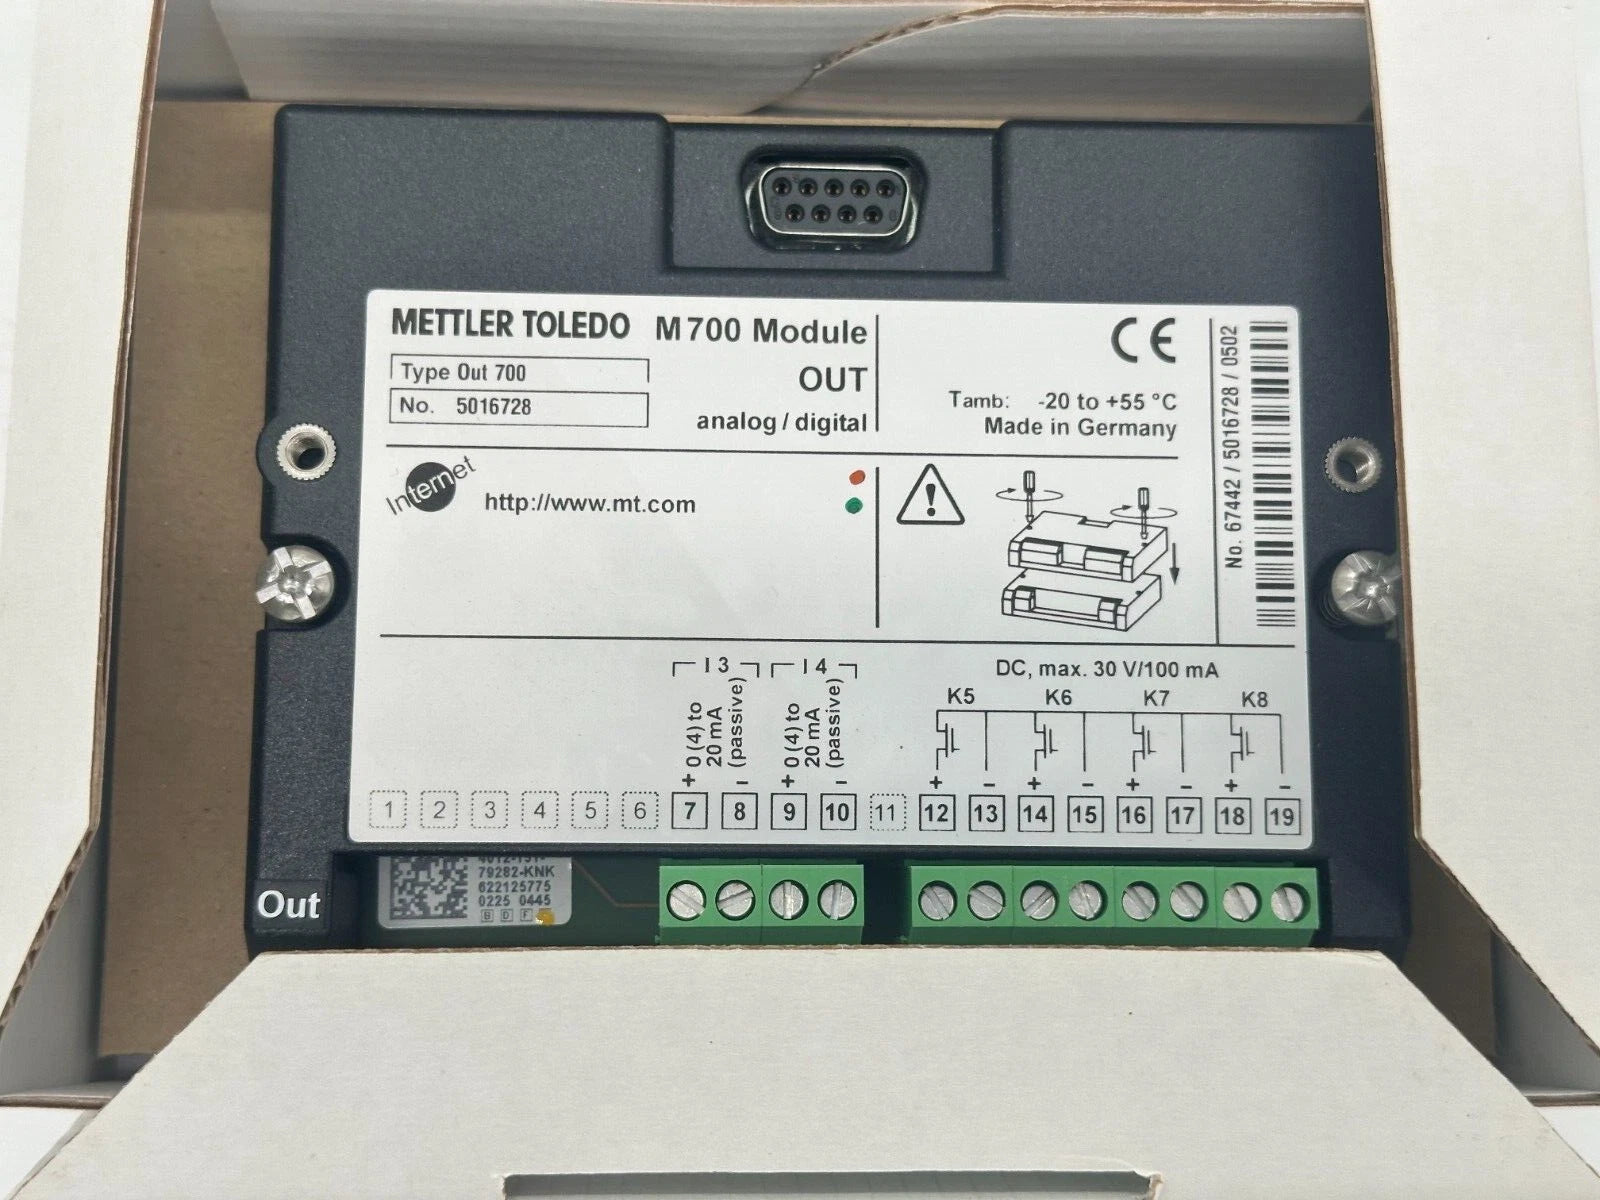 METTLER TOLEDO M 700 Module
Type Out 700
OUT
No. 5016728
analog / digital
CE
Tamb: -20 to +55 °C
Made in Germany
No. 67442 / 5016728 / 0502
Internet
http://www.mt.com
I 3
I 4
+ 0 (4) to
20 mA
– (passive)
+ 0 (4) to
20 mA
– (passive)
DC, max. 30 V/100 mA
K5 K6 K7 K8
+ – + – + – + –
1 2 3 4 5 6 7 8 9 10 11 12 13 14 15 16 17 18 19
Out
79282-KNK
622125775
0225 0445
B D F